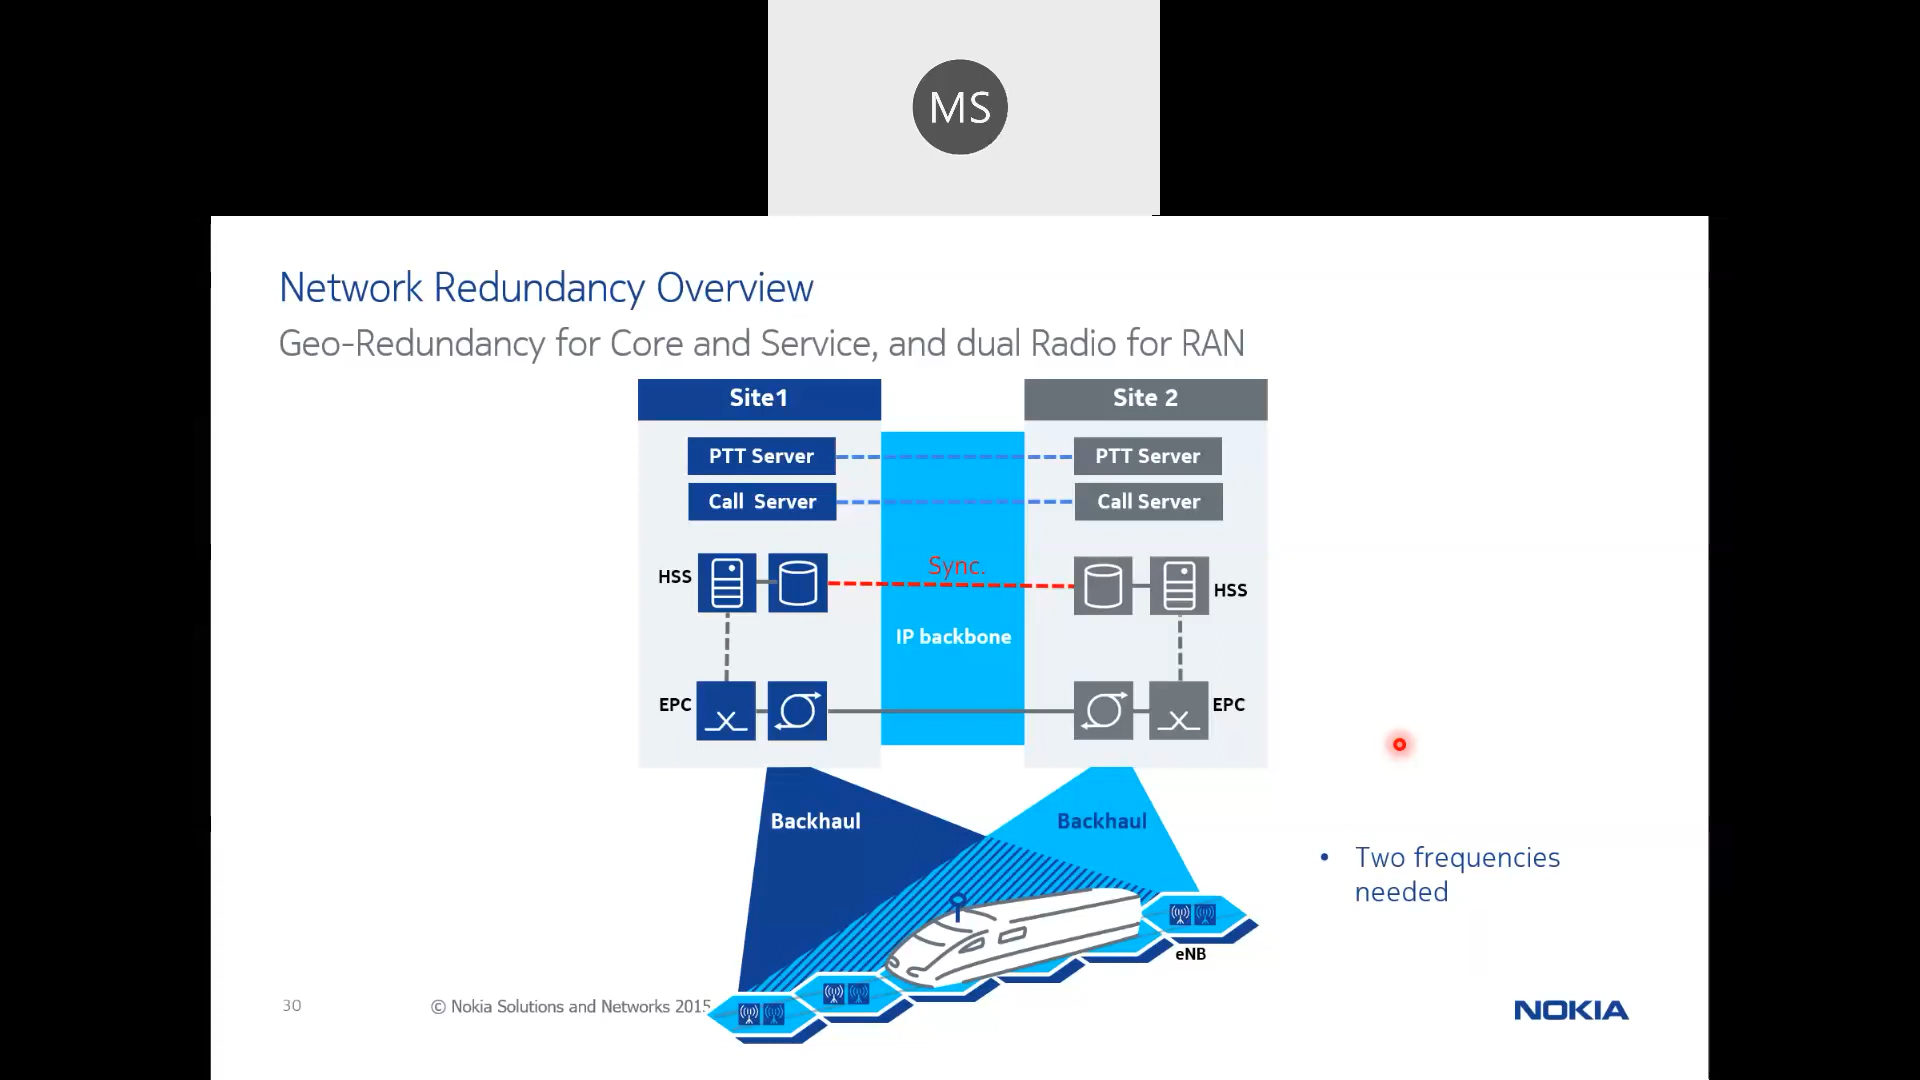 MS
Network Redundancy Overview
Geo-Redundancy for Core and Service, and dual Radio for RAN
Site1
Site 2
PTT Server
PTT Server
Call Server
Call Server
Sync.
HSS
HSS
IP backbone
EPC
EPC
Backhaul
Backhaul
Two frequencies
needed
eNB
30
© Nokia Solutions and Networks 2015
NOKIA